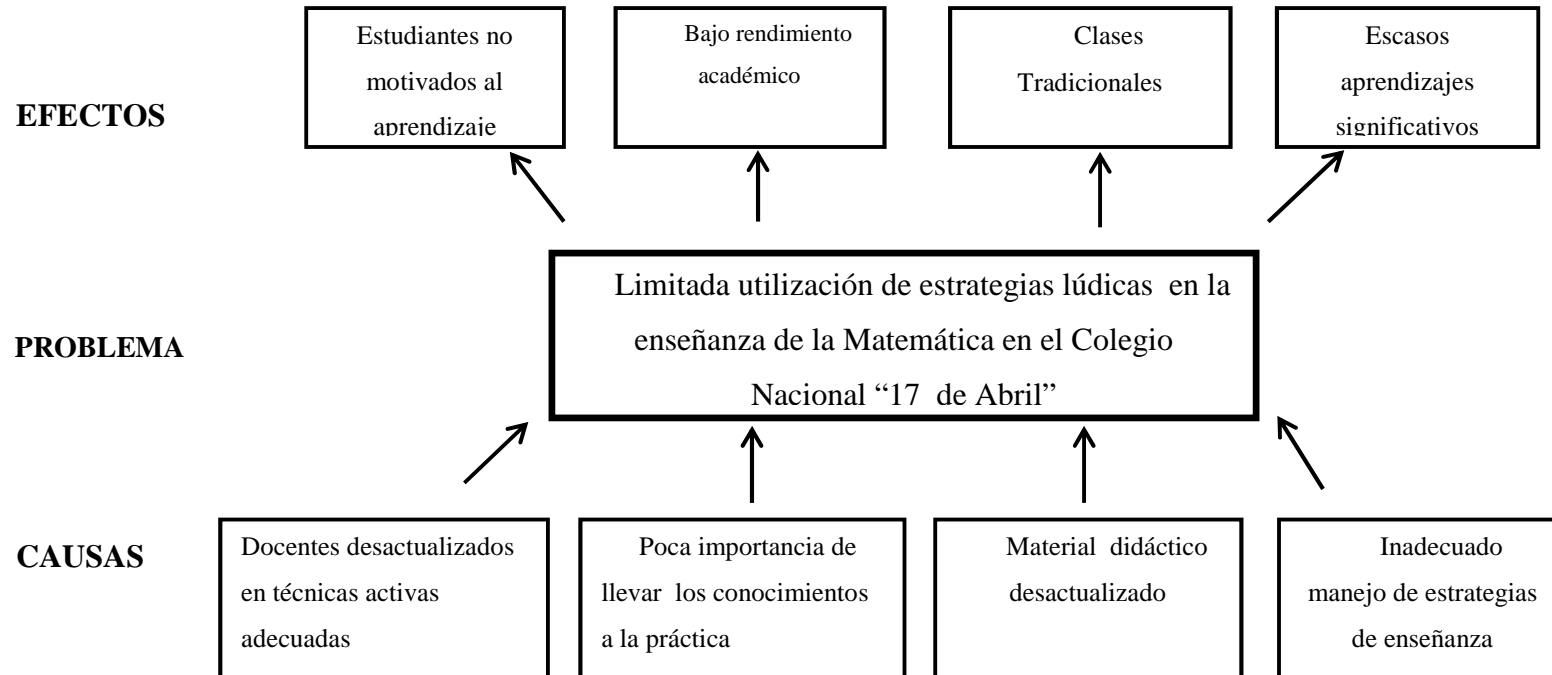 Estudiantes no
motivados al
aprendizaje
Bajo rendimiento
académico
Clases
Tradicionales
Escasos
aprendizajes
significativos
EFECTOS
Limitada utilización de estrategias lúdicas en la
enseñanza de la Matemática en el Colegio
Nacional “17 de Abril”
PROBLEMA
CAUSAS
Docentes desactualizados
en técnicas activas
adecuadas
Poca importancia de
llevar los conocimientos
a la práctica
Material didáctico
desactualizado
Inadecuado
manejo de estrategias
de enseñanza